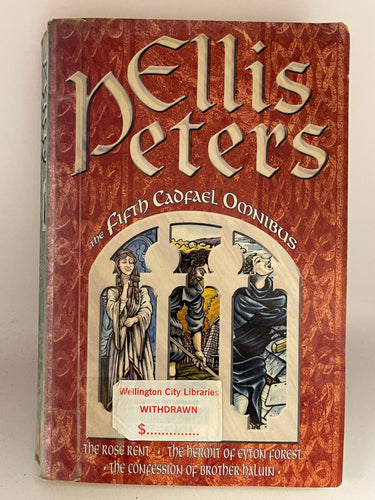 Ellis
Peters
THE FIFTH CADFAEL OMNIBUS
Wellington City Libraries
WITHDRAWN
$.............
THE ROSE RENT · THE HERMIT OF EYTON FOREST
· THE CONFESSION OF BROTHER HALUIN ·